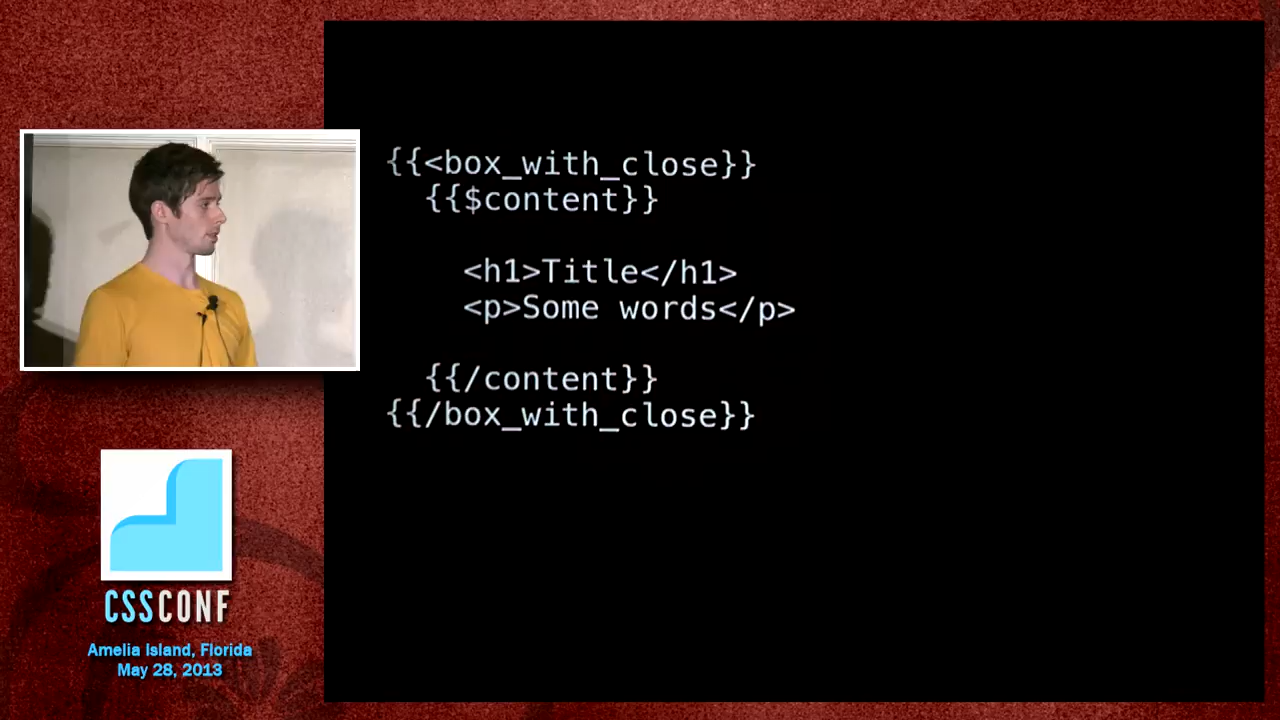 {{<box_with_close}}
{{$content}}
<h1>Title</h1>
<p>Some words</p>
{{/content}}
{{/box_with_close}}
CSSCONF
Amelia Island, Florida
May 28, 2013